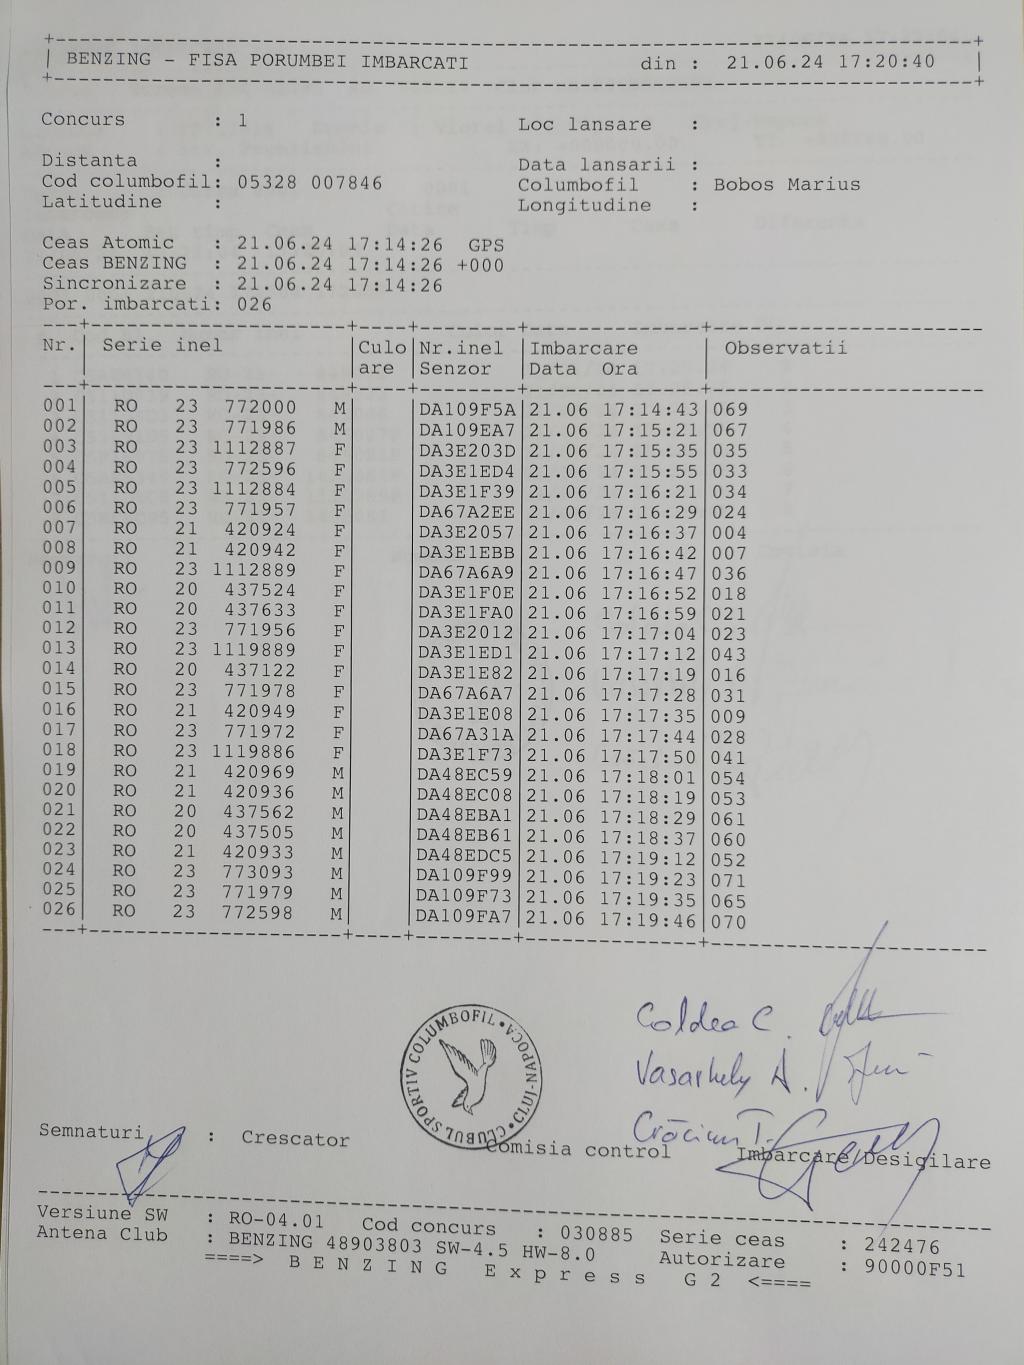 BENZING - FISA PORUMBEI IMBARCATI din : 21.06.24 17:20:40
Concurs : 1 Loc lansare :
Distanta : Data lansarii :
Cod columbofil: 05328 007846 Columbofil : Bobos Marius
Latitudine : Longitudine :
Ceas Atomic : 21.06.24 17:14:26 GPS
Ceas BENZING : 21.06.24 17:14:26 +000
Sincronizare : 21.06.24 17:14:26
Por. imbarcati: 026
Nr. | Serie inel | Culo | Nr.inel | Imbarcare | Observatii
are | Senzor | Data Ora |
001 | RO 23 772000 M | | DA109F5A | 21.06 17:14:43 | 069
002 | RO 23 771986 M | | DA109EA7 | 21.06 17:15:21 | 067
003 | RO 23 1112887 F | | DA3E203D | 21.06 17:15:35 | 035
004 | RO 23 772596 F | | DA3E1ED4 | 21.06 17:15:55 | 033
005 | RO 23 1112884 F | | DA3E1F39 | 21.06 17:16:21 | 034
006 | RO 23 771957 F | | DA67A2EE | 21.06 17:16:29 | 024
007 | RO 21 420924 F | | DA3E2057 | 21.06 17:16:37 | 004
008 | RO 21 420942 F | | DA3E1EBB | 21.06 17:16:42 | 007
009 | RO 23 1112889 F | | DA67A6A9 | 21.06 17:16:47 | 036
010 | RO 20 437524 F | | DA3E1F0E | 21.06 17:16:52 | 018
011 | RO 20 437633 F | | DA3E1FA0 | 21.06 17:16:59 | 021
012 | RO 23 771956 F | | DA3E2012 | 21.06 17:17:04 | 023
013 | RO 23 1119889 F | | DA3E1ED1 | 21.06 17:17:12 | 043
014 | RO 20 437122 F | | DA3E1E82 | 21.06 17:17:19 | 016
015 | RO 23 771978 F | | DA67A6A7 | 21.06 17:17:28 | 031
016 | RO 21 420949 F | | DA3E1E08 | 21.06 17:17:35 | 009
017 | RO 23 771972 F | | DA67A31A | 21.06 17:17:44 | 028
018 | RO 23 1119886 F | | DA3E1F73 | 21.06 17:17:50 | 041
019 | RO 21 420969 M | | DA48EC59 | 21.06 17:18:01 | 054
020 | RO 21 420936 M | | DA48EC08 | 21.06 17:18:19 | 053
021 | RO 20 437562 M | | DA48EBA1 | 21.06 17:18:29 | 061
022 | RO 20 437505 M | | DA48EB61 | 21.06 17:18:37 | 060
023 | RO 21 420933 M | | DA48EDC5 | 21.06 17:19:12 | 052
024 | RO 23 773093 M | | DA109F99 | 21.06 17:19:23 | 071
025 | RO 23 771979 M | | DA109F73 | 21.06 17:19:35 | 065
026 | RO 23 772598 M | | DA109FA7 | 21.06 17:19:46 | 070
CLUBUL SPORTIV COLUMBOFIL • CLUJ-NAPOCA •
Coldea C.
Vasarhely A.
Crăciun T.
Semnaturi : Crescator Comisia control Imbarcare/Desigilare
Versiune SW : RO-04.01 Cod concurs : 030885 Serie ceas : 242476
Antena Club : BENZING 48903803 SW-4.5 HW-8.0 Autorizare : 90000F51
====> B E N Z I N G E x p r e s s G 2 <====